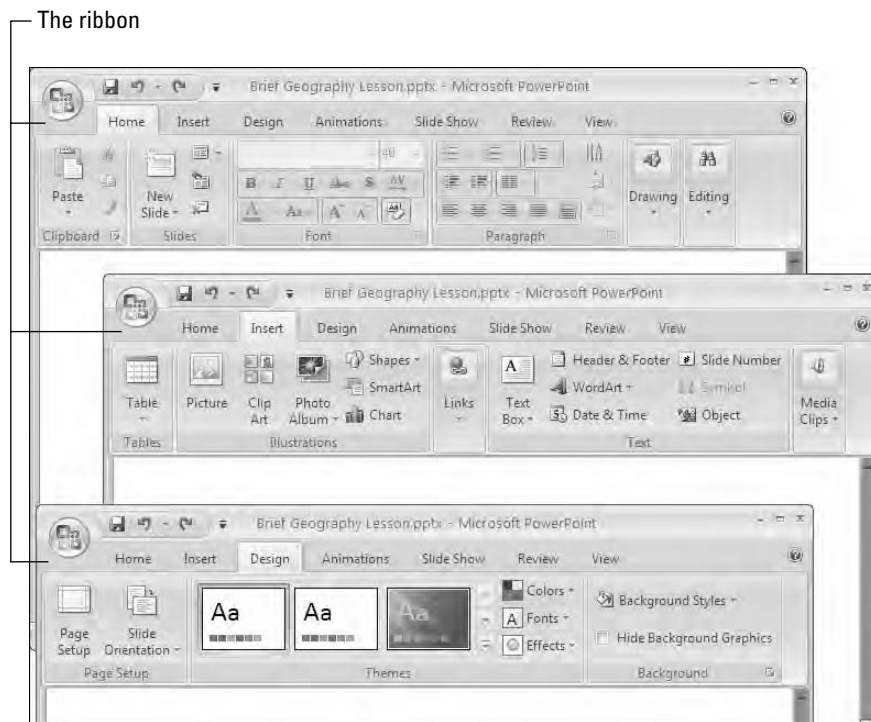 The ribbon
Brief Geography Lesson.pptx - Microsoft PowerPoint
Home Insert Design Animations Slide Show Review View
Paste
New
Slide
40
B I U abc S AV
A Aa A A
Drawing Editing
Clipboard Slides Font Paragraph
Brief Geography Lesson.pptx - Microsoft PowerPoint
Home Insert Design Animations Slide Show Review View
Table Picture Clip
Art Photo
Album Shapes
SmartArt
Chart Links A
Text
Box Header & Footer # Slide Number
WordArt Symbol
Date & Time Object Media
Clips
Tables Illustrations Text
Brief Geography Lesson.pptx - Microsoft PowerPoint
Home Insert Design Animations Slide Show Review View
Page
Setup Slide
Orientation Aa Aa Aa Colors
A Fonts
Effects Background Styles
Hide Background Graphics
Page Setup Themes Background